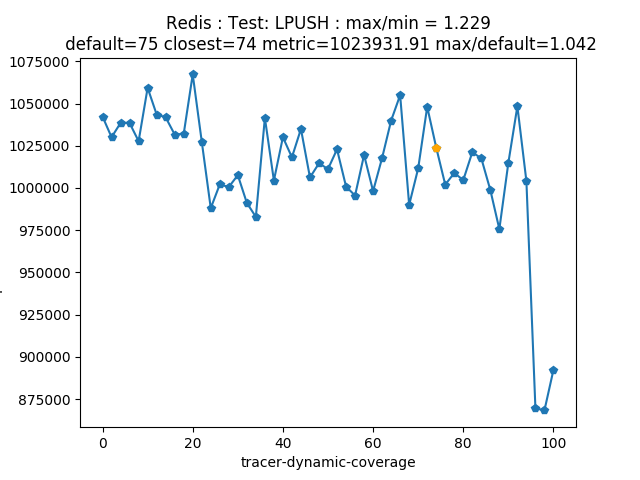 Redis : Test: LPUSH : max/min = 1.229
default=75 closest=74 metric=1023931.91 max/default=1.042
1075000
1050000
1025000
1000000
975000
950000
925000
900000
875000
0 20 40 60 80 100
tracer-dynamic-coverage